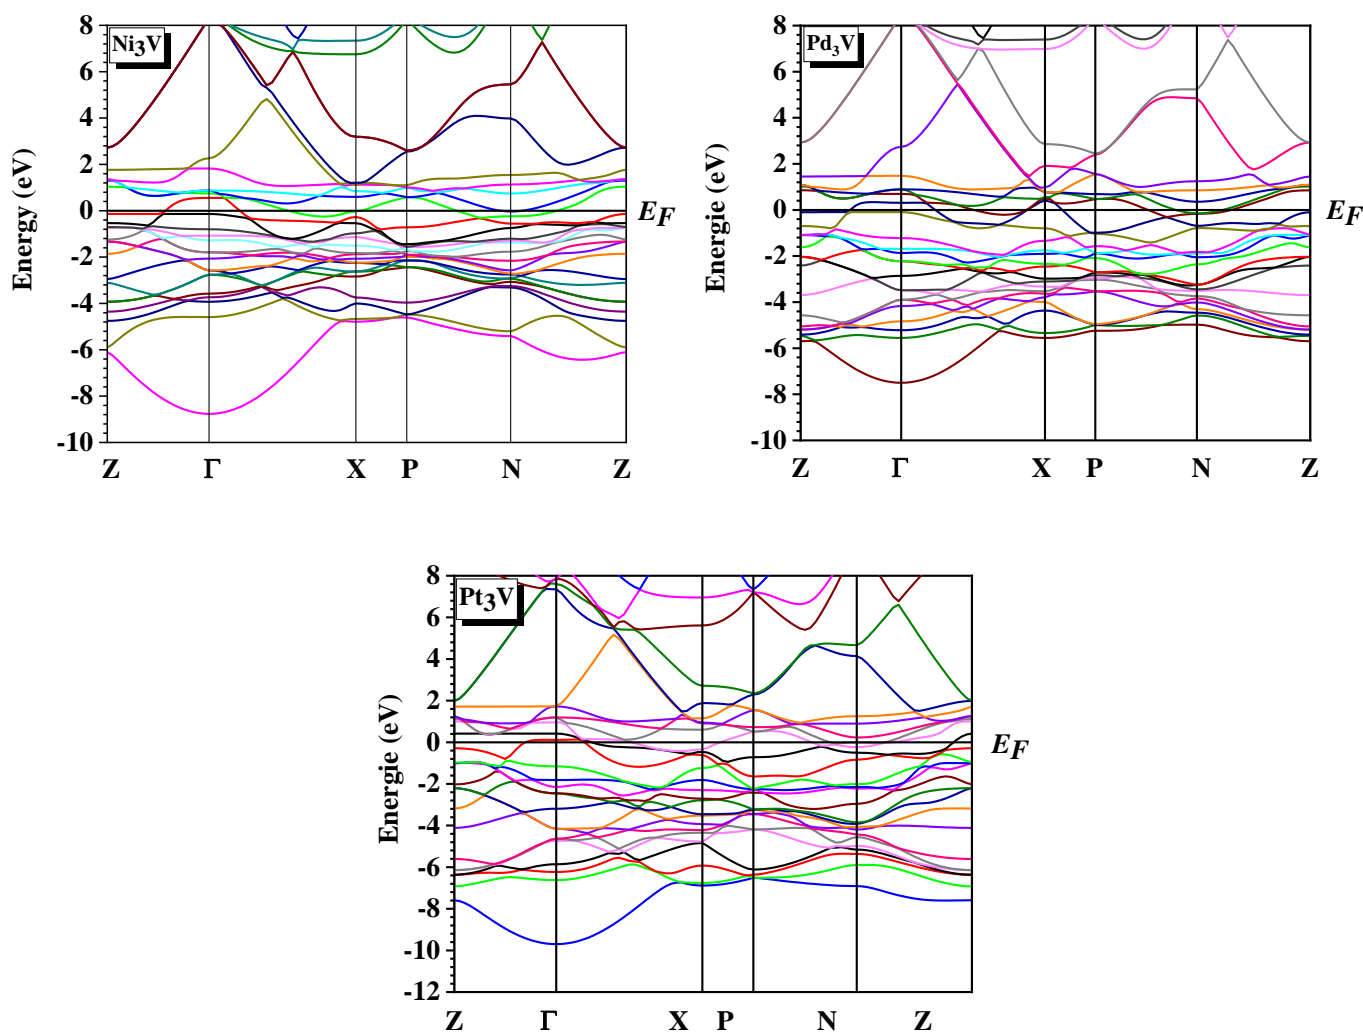 Ni3V
Energy (eV)
8
6
4
2
0
-2
-4
-6
-8
-10
Z Γ X P N Z
E_F
Pd₃V
Energie (eV)
8
6
4
2
0
-2
-4
-6
-8
-10
Z Γ X P N Z
E_F
Pt3V
Energie (eV)
8
6
4
2
0
-2
-4
-6
-8
-10
-12
Z Γ X P N Z
E_F